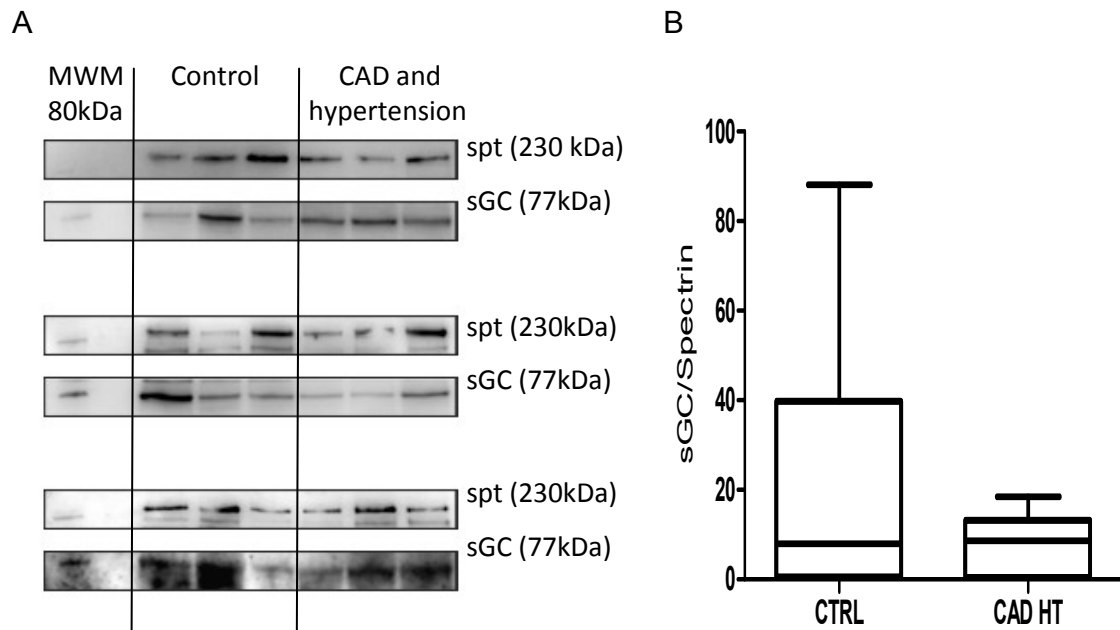 A
MWM
80kDa
Control
CAD and
hypertension
spt (230 kDa)
sGC (77kDa)
spt (230kDa)
sGC (77kDa)
spt (230kDa)
sGC (77kDa)
B
sGC/Spectrin
100
80
60
40
20
0
CTRL
CAD HT